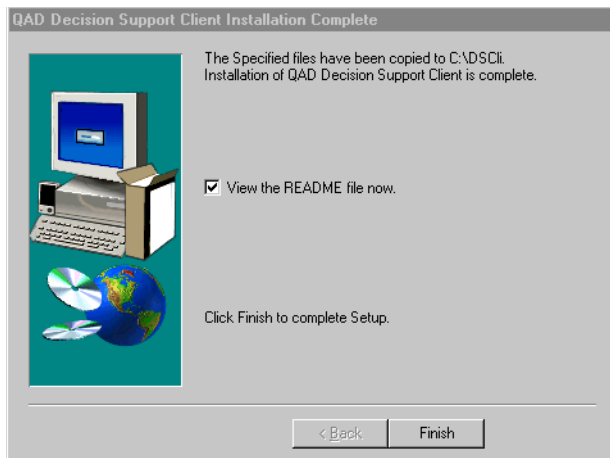 QAD Decision Support Client Installation Complete
The Specified files have been copied to C:\DSCli.
Installation of QAD Decision Support Client is complete.
View the README file now.
Click Finish to complete Setup.
< Back
Finish